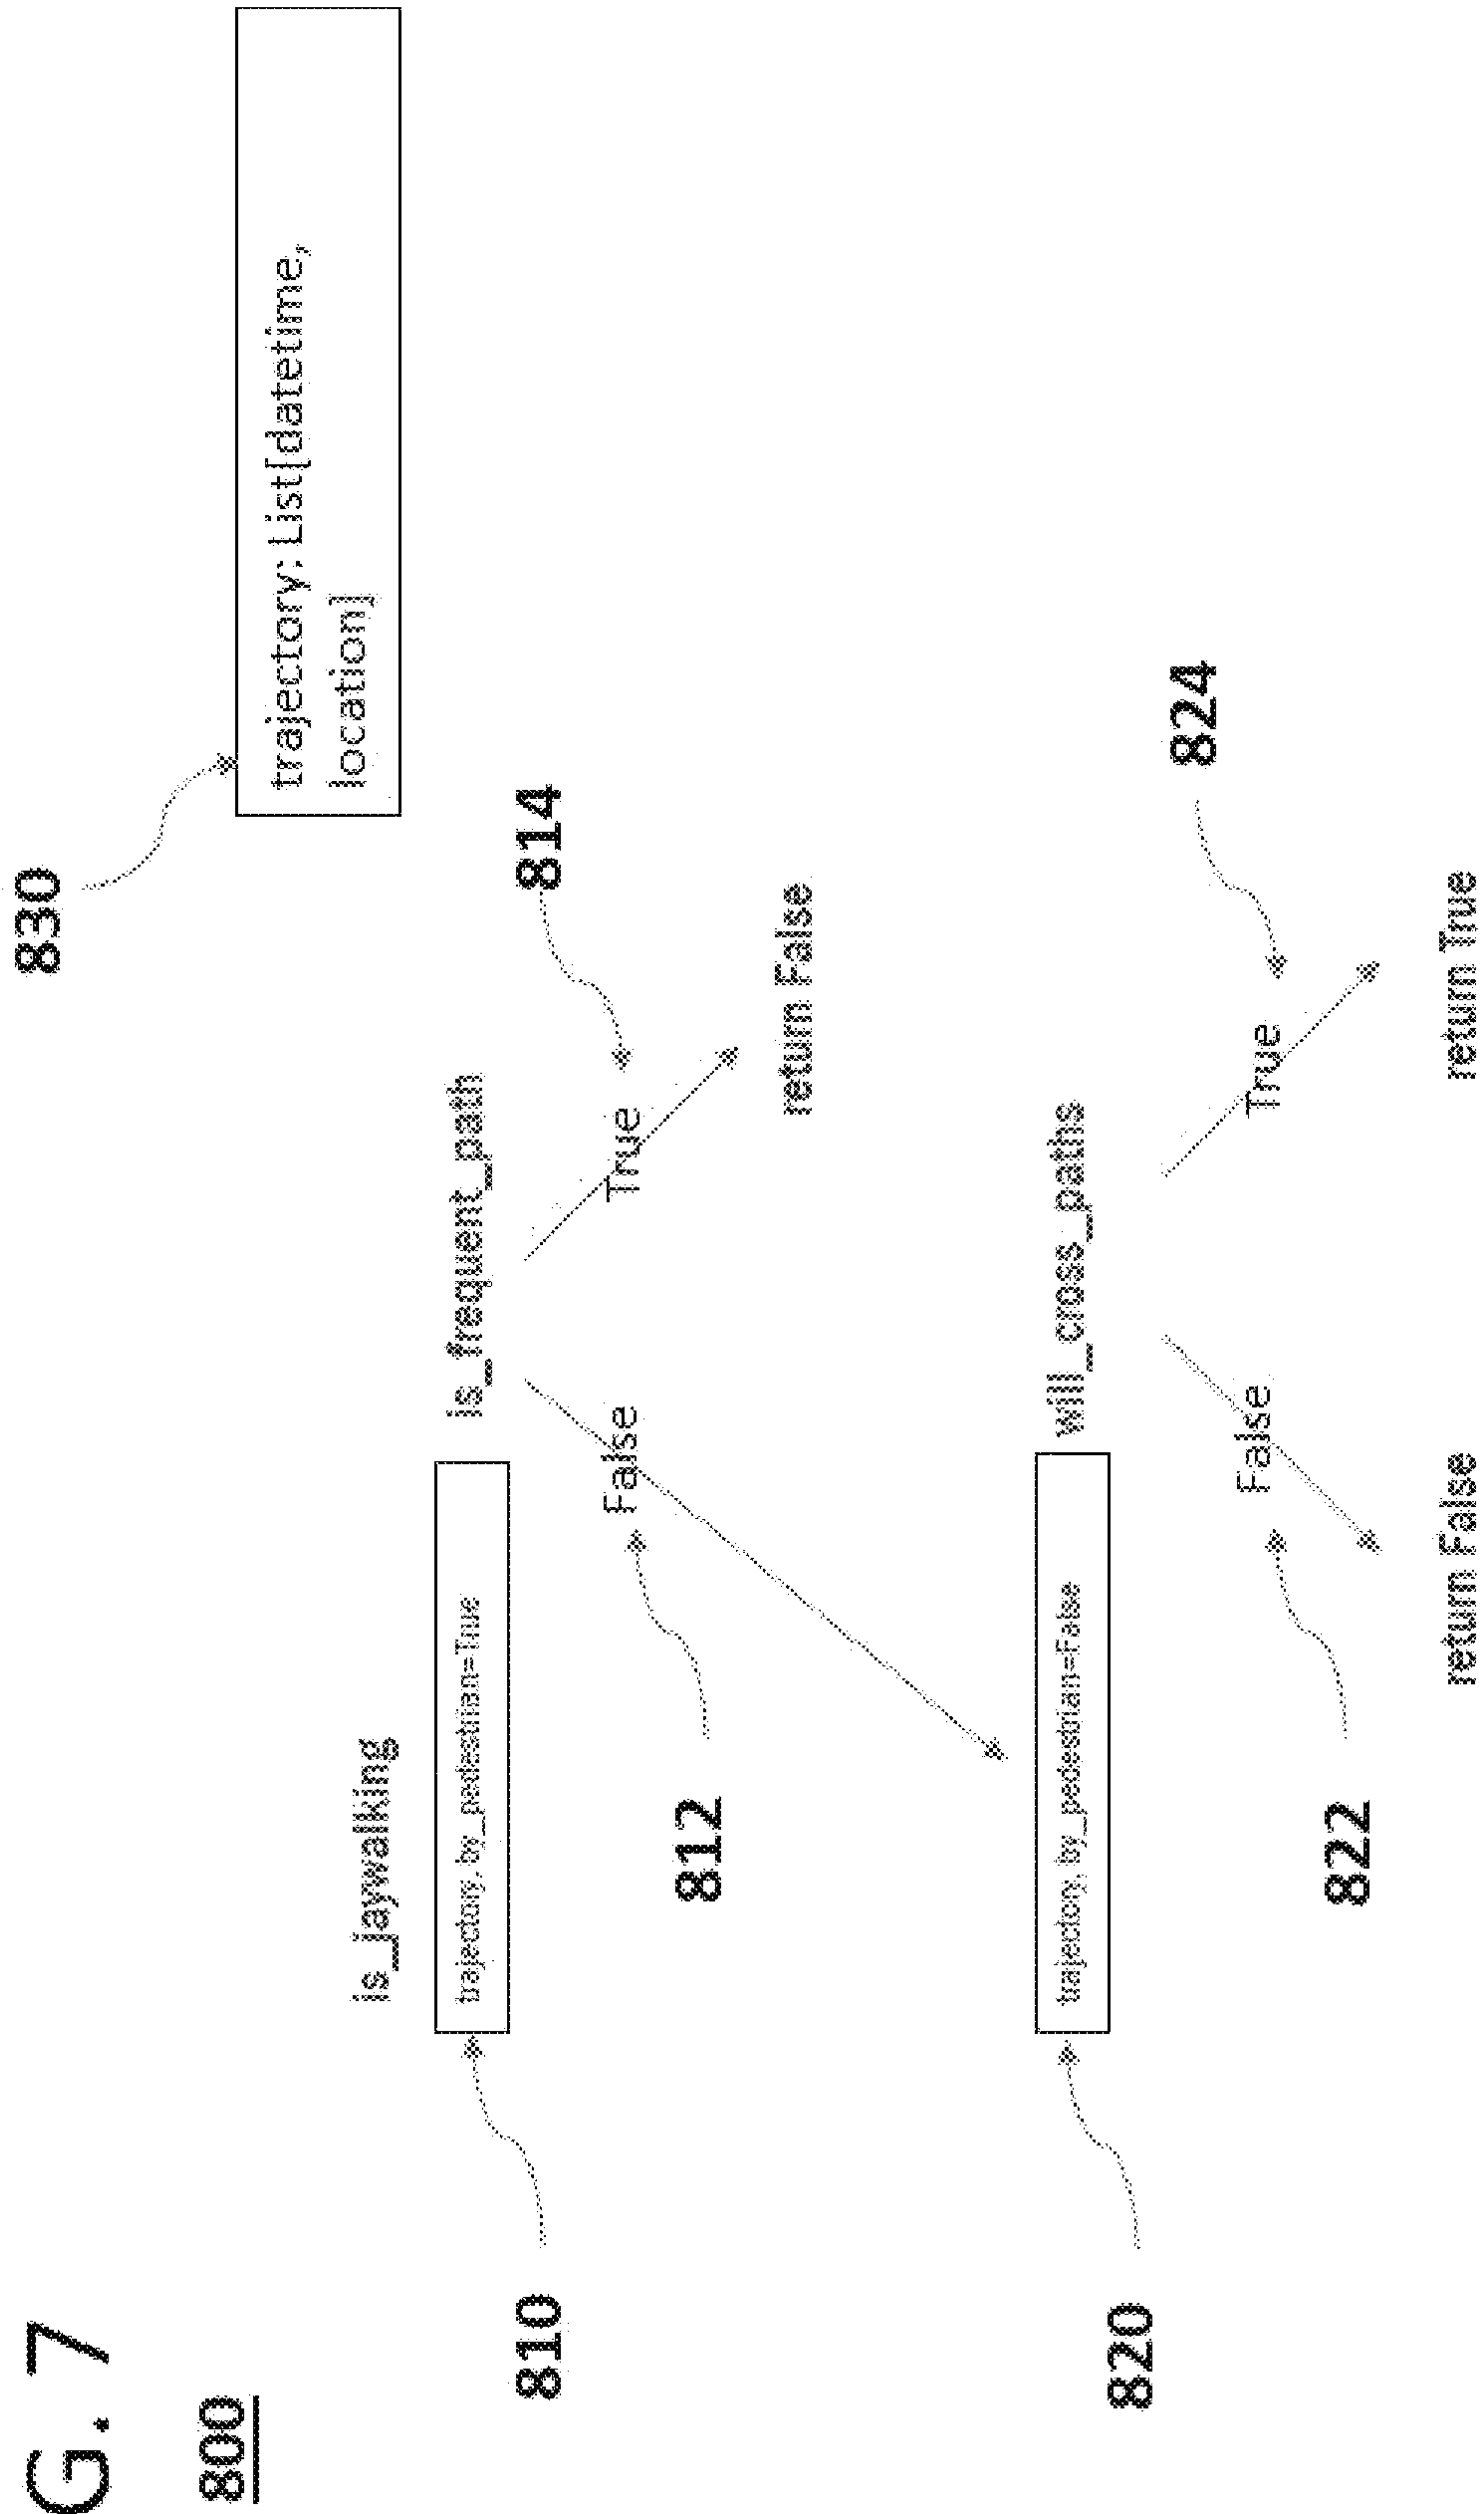 G. 7
800
830
trajectory: List[datetime,
location]
is_jaywalking
810
trajectory, by_pedestrian=True
is_frequent_path
814
False
True
812
return False
820
trajectory, by_pedestrian=False
will_cross_paths
824
False
True
822
return False
return True